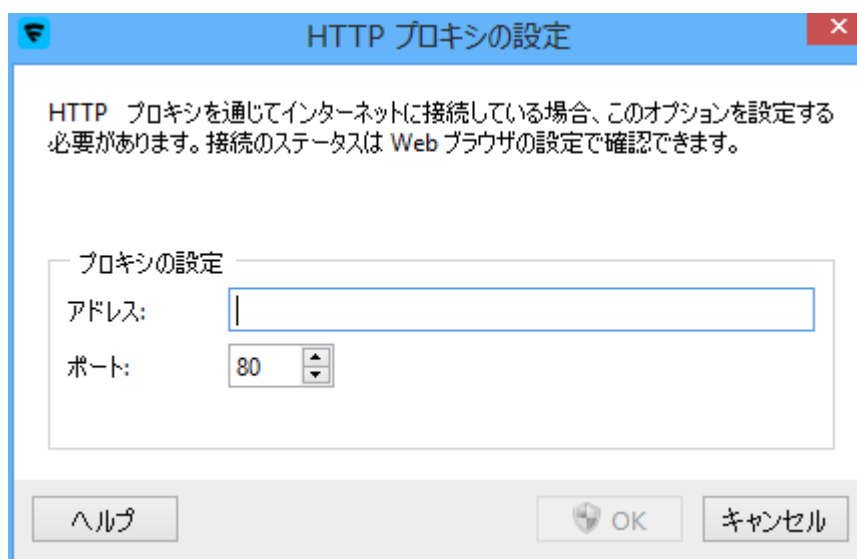 HTTP プロキシの設定
HTTP プロキシを通じてインターネットに接続している場合、このオプションを設定する
必要があります。接続のステータスは Web ブラウザの設定で確認できます。
プロキシの設定
アドレス:
ポート: 80
ヘルプ OK キャンセル